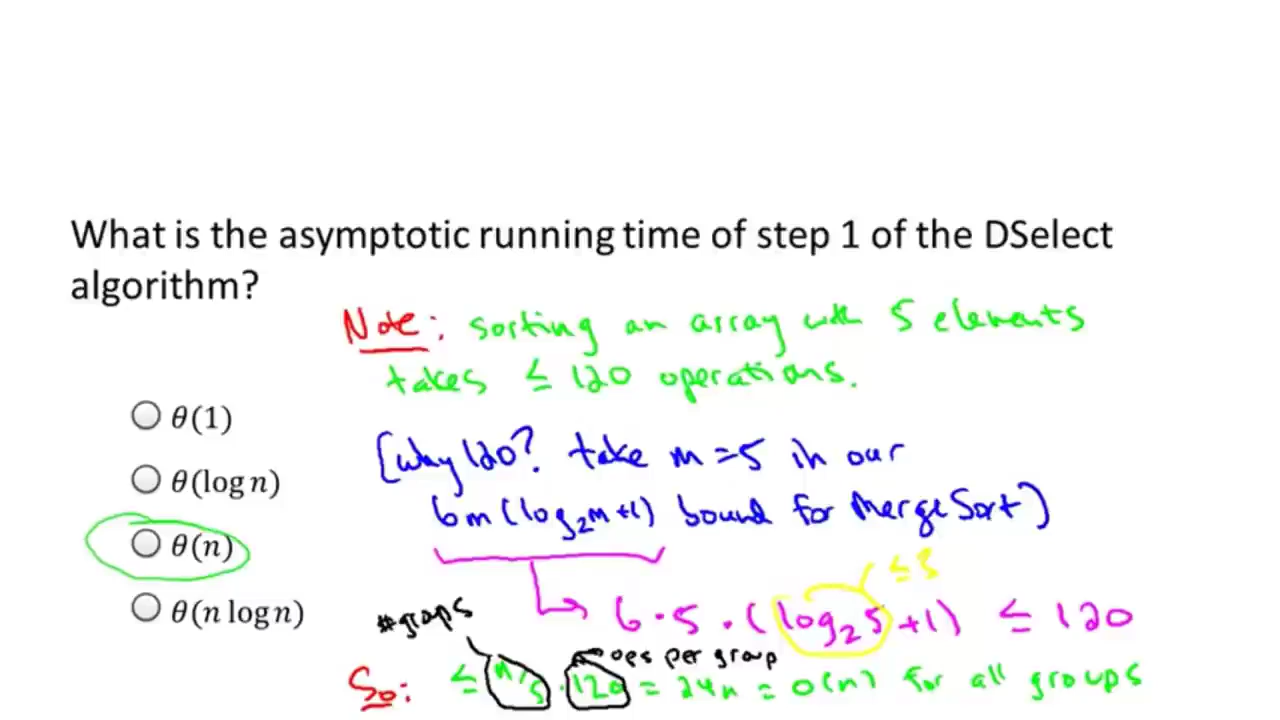 What is the asymptotic running time of step 1 of the DSelect
algorithm?
Note: sorting an array with 5 elements
takes ≤ 120 operations.
θ(1)
[Why 120? take m=5 in our
θ(log n)
6m(log₂m+1) bound for MergeSort]
θ(n)
≤ 3
θ(n log n)
6·5·(log₂5+1) ≤ 120
#groups
ops per group
So: ≤ n/5 · 120 = 24n = O(n) for all groups